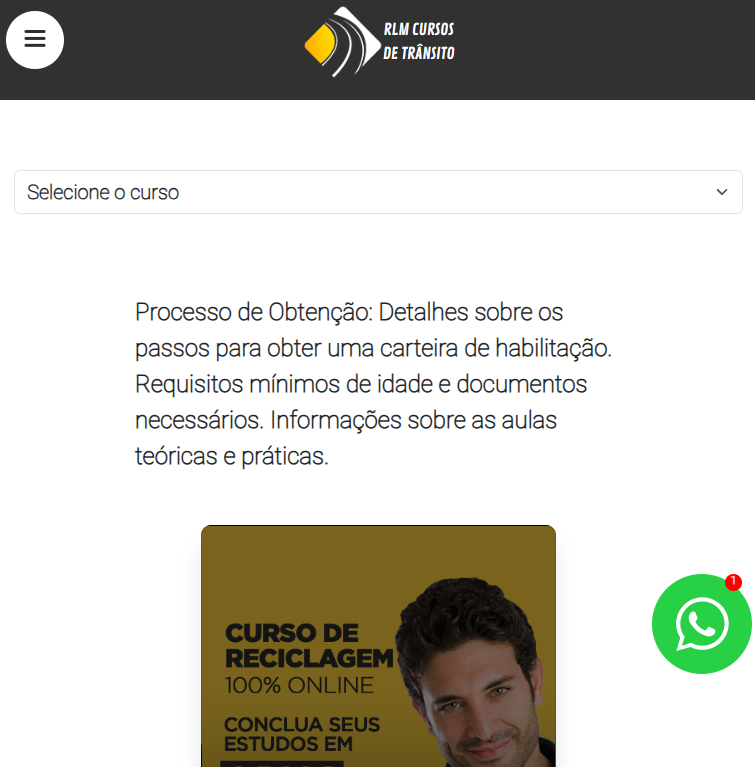 RLM CURSOS
DE TRÂNSITO
Selecione o curso
Processo de Obtenção: Detalhes sobre os
passos para obter uma carteira de habilitação.
Requisitos mínimos de idade e documentos
necessários. Informações sobre as aulas
teóricas e práticas.
1
CURSO DE
RECICLAGEM
100% ONLINE
CONCLUA SEUS
ESTUDOS EM